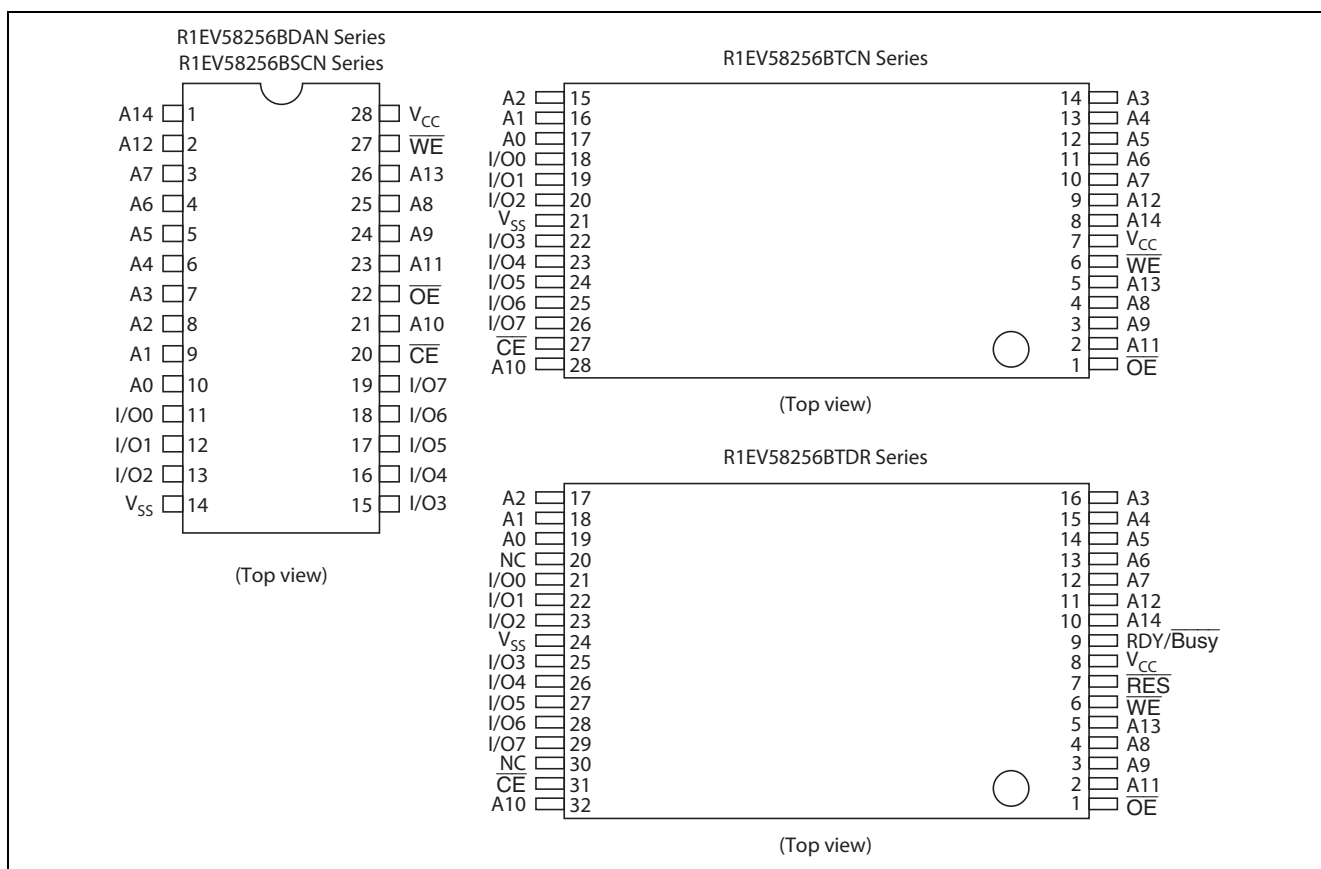 R1EV58256BDAN Series
R1EV58256BSCN Series
A14 1 28 VCC
A12 2 27 WE
A7 3 26 A13
A6 4 25 A8
A5 5 24 A9
A4 6 23 A11
A3 7 22 OE
A2 8 21 A10
A1 9 20 CE
A0 10 19 I/O7
I/O0 11 18 I/O6
I/O1 12 17 I/O5
I/O2 13 16 I/O4
VSS 14 15 I/O3
(Top view)
R1EV58256BTCN Series
A2 15 14 A3
A1 16 13 A4
A0 17 12 A5
I/O0 18 11 A6
I/O1 19 10 A7
I/O2 20 9 A12
VSS 21 8 A14
I/O3 22 7 VCC
I/O4 23 6 WE
I/O5 24 5 A13
I/O6 25 4 A8
I/O7 26 3 A9
CE 27 2 A11
A10 28 1 OE
(Top view)
R1EV58256BTDR Series
A2 17 16 A3
A1 18 15 A4
A0 19 14 A5
NC 20 13 A6
I/O0 21 12 A7
I/O1 22 11 A12
I/O2 23 10 A14
VSS 24 9 RDY/Busy
I/O3 25 8 VCC
I/O4 26 7 RES
I/O5 27 6 WE
I/O6 28 5 A13
I/O7 29 4 A8
NC 30 3 A9
CE 31 2 A11
A10 32 1 OE
(Top view)